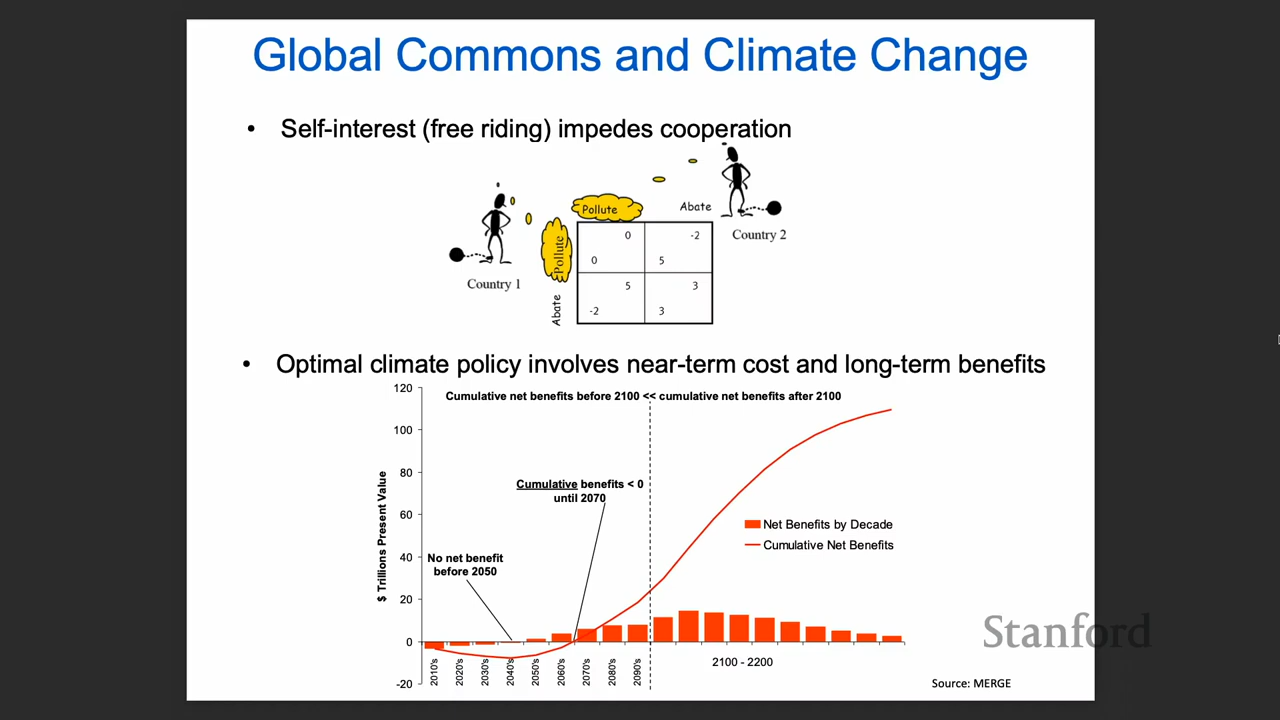 Global Commons and Climate Change
• Self-interest (free riding) impedes cooperation
Pollute
Abate
Country 2
Pollute
Abate
Country 1
0
-2
0
5
5
3
-2
3
• Optimal climate policy involves near-term cost and long-term benefits
Cumulative net benefits before 2100 << cumulative net benefits after 2100
$ Trillions Present Value
120
100
80
60
40
20
0
-20
Cumulative benefits < 0
until 2070
No net benefit
before 2050
Net Benefits by Decade
Cumulative Net Benefits
2010's
2020's
2030's
2040's
2050's
2060's
2070's
2080's
2090's
2100 - 2200
Stanford
Source: MERGE